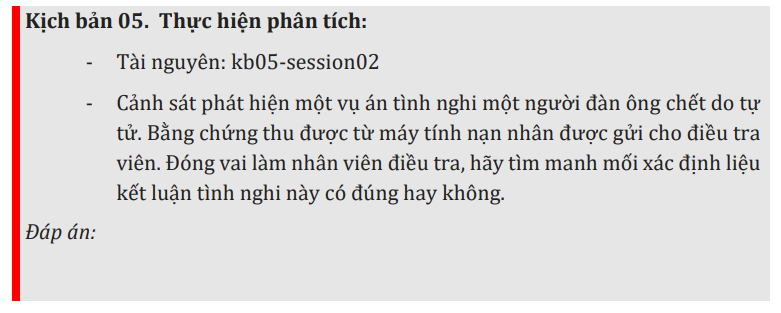 Kịch bản 05. Thực hiện phân tích:
- Tài nguyên: kb05-session02
- Cảnh sát phát hiện một vụ án tình nghi một người đàn ông chết do tự
tử. Bằng chứng thu được từ máy tính nạn nhân được gửi cho điều tra
viên. Đóng vai làm nhân viên điều tra, hãy tìm manh mối xác định liệu
kết luận tình nghi này có đúng hay không.
Đáp án: